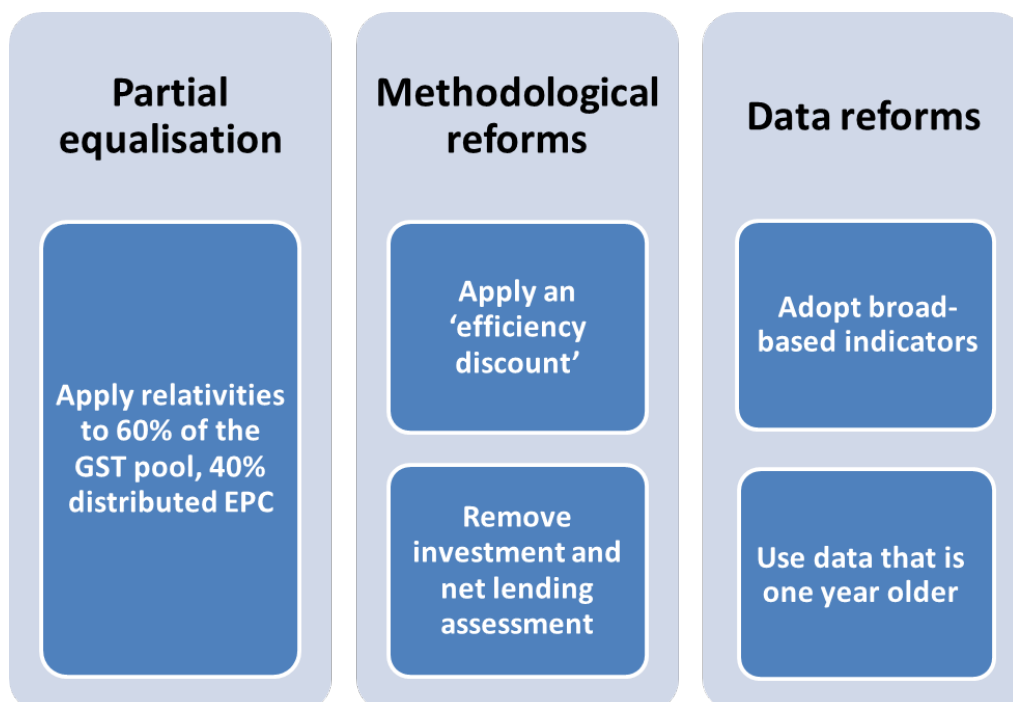 Partial
equalisation
Apply relativities
to 60% of the
GST pool, 40%
distributed EPC
Methodological
reforms
Apply an
‘efficiency
discount’
Remove
investment and
net lending
assessment
Data reforms
Adopt broad-
based indicators
Use data that is
one year older